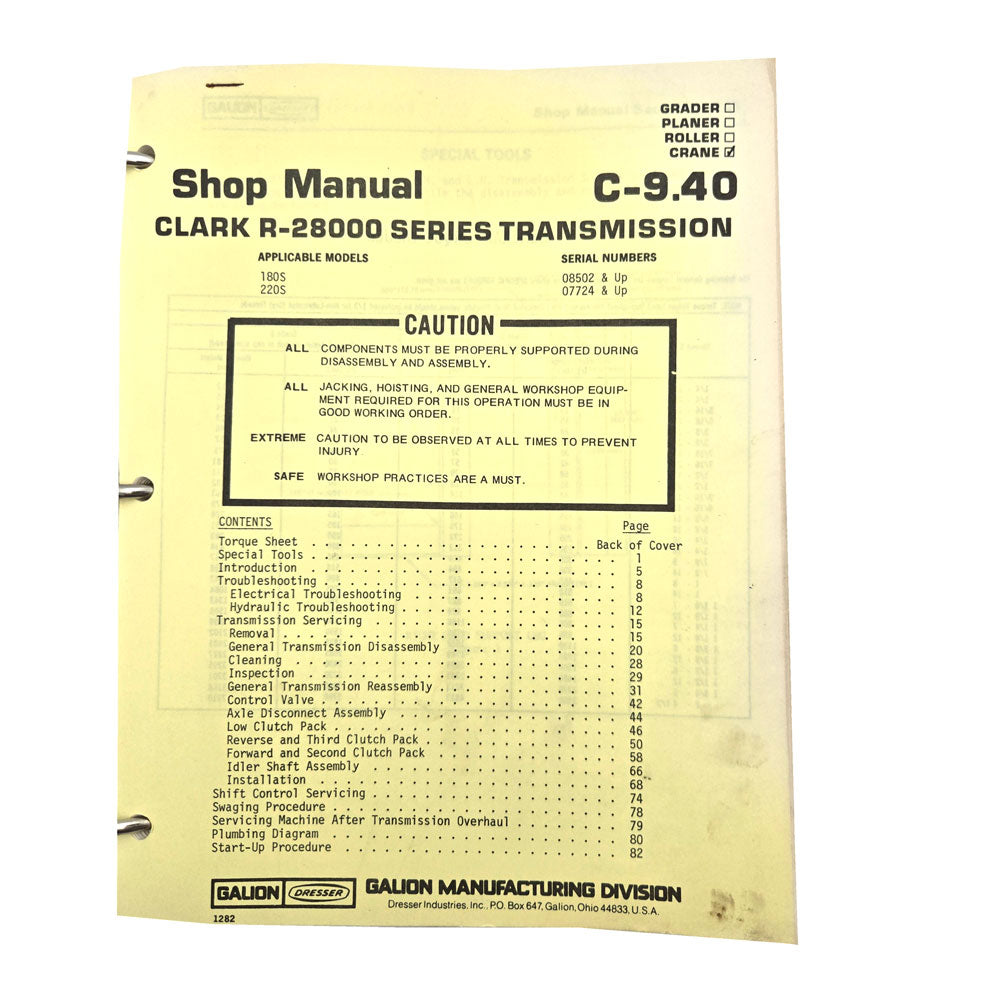 GRADER ☐
PLANER ☐
ROLLER ☐
CRANE ☑
Shop Manual C-9.40
CLARK R-28000 SERIES TRANSMISSION
APPLICABLE MODELS SERIAL NUMBERS
180S 08502 & Up
220S 07724 & Up
CAUTION
ALL COMPONENTS MUST BE PROPERLY SUPPORTED DURING
DISASSEMBLY AND ASSEMBLY.
ALL JACKING, HOISTING, AND GENERAL WORKSHOP EQUIP-
MENT REQUIRED FOR THIS OPERATION MUST BE IN
GOOD WORKING ORDER.
EXTREME CAUTION TO BE OBSERVED AT ALL TIMES TO PREVENT
INJURY
SAFE WORKSHOP PRACTICES ARE A MUST.
CONTENTS Page
Torque Sheet . . . . . . . . . . Back of Cover
Special Tools . . . . . . . . . . 1
Introduction . . . . . . . . . . 5
Troubleshooting . . . . . . . . . . 8
Electrical Troubleshooting . . . . . . . . . . 8
Hydraulic Troubleshooting . . . . . . . . . . 12
Transmission Servicing . . . . . . . . . . 15
Removal . . . . . . . . . . 15
General Transmission Disassembly . . . . . . . . . . 20
Cleaning . . . . . . . . . . 28
Inspection . . . . . . . . . . 29
General Transmission Reassembly . . . . . . . . . . 31
Control Valve . . . . . . . . . . 42
Axle Disconnect Assembly . . . . . . . . . . 44
Low Clutch Pack . . . . . . . . . . 46
Reverse and Third Clutch Pack . . . . . . . . . . 50
Forward and Second Clutch Pack . . . . . . . . . . 58
Idler Shaft Assembly . . . . . . . . . . 66
Installation . . . . . . . . . . 68
Shift Control Servicing . . . . . . . . . . 74
Swaging Procedure . . . . . . . . . . 78
Servicing Machine After Transmission Overhaul . . . . . . . . . . 79
Plumbing Diagram . . . . . . . . . . 80
Start-Up Procedure . . . . . . . . . . 82
GALION DRESSER GALION MANUFACTURING DIVISION
Dresser Industries, Inc., P.O. Box 647, Galion, Ohio 44833, U.S.A.
1282